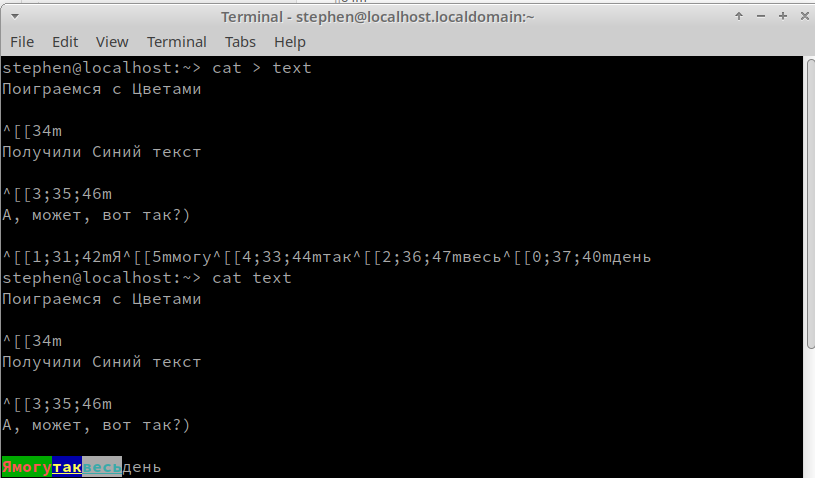 Terminal - stephen@localhost.localdomain:~
File Edit View Terminal Tabs Help
stephen@localhost:~> cat > text
Поиграемся с Цветами
^[[34m
Получили Синий текст
^[[3;35;46m
А, может, вот так?)
^[[1;31;42mЯ^[[5mмогу^[[4;33;44mтак^[[2;36;47mвесь^[[0;37;40mдень
stephen@localhost:~> cat text
Поиграемся с Цветами
^[[34m
Получили Синий текст
^[[3;35;46m
А, может, вот так?)
Ямогутаквесьдень